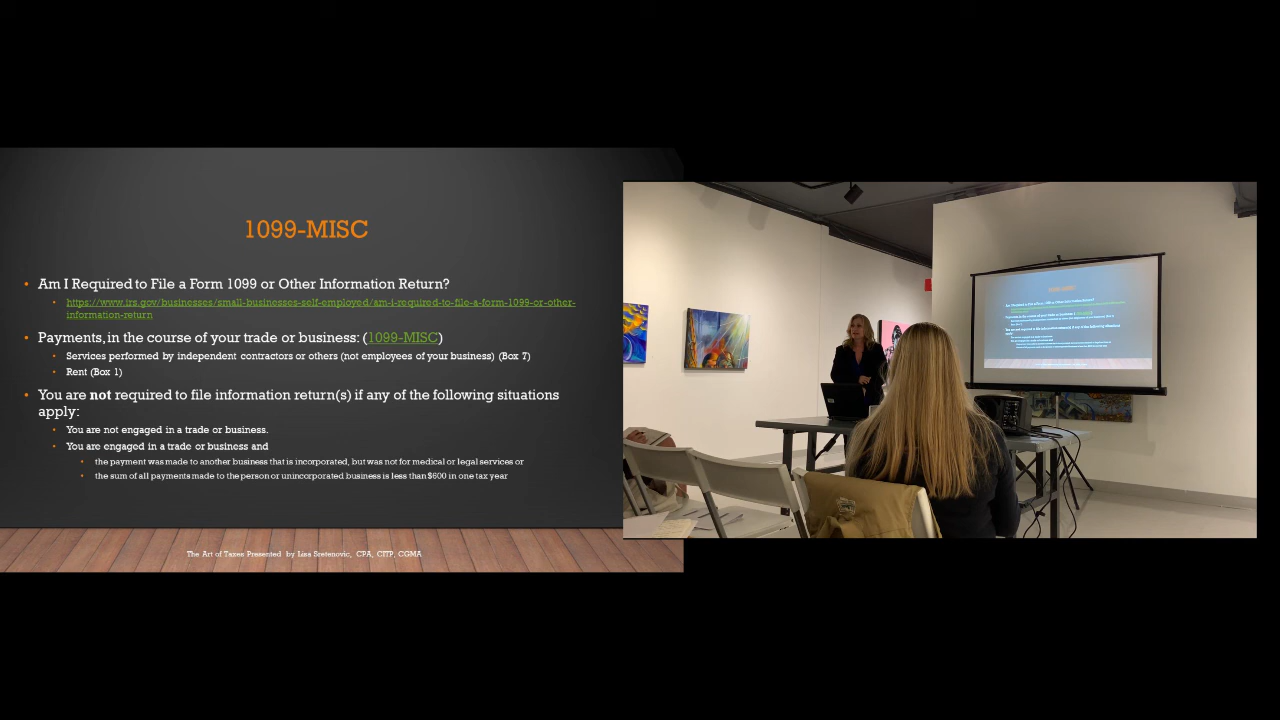 1099-MISC
Am I Required to File a Form 1099 or Other Information Return?
https://www.irs.gov/businesses/small-businesses-self-employed/am-i-required-to-file-a-form-1099-or-other-
information-return
Payments, in the course of your trade or business: (1099-MISC)
Services performed by independent contractors or others (not employees of your business) (Box 7)
Rent (Box 1)
You are not required to file information return(s) if any of the following situations
apply:
You are not engaged in a trade or business.
You are engaged in a trade or business and
the payment was made to another business that is incorporated, but was not for medical or legal services or
the sum of all payments made to the person or unincorporated business is less than $600 in one tax year
The Art of Taxes Presented by Lisa Sretenovic, CPA, CITP, CGMA